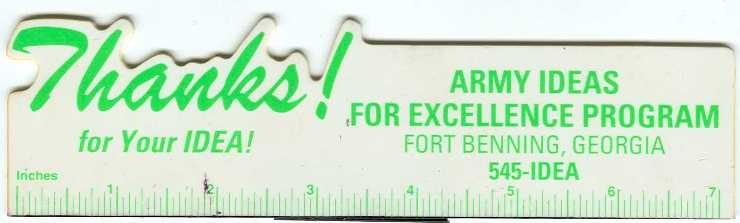 Thanks!
for Your IDEA!
ARMY IDEAS
FOR EXCELLENCE PROGRAM
FORT BENNING, GEORGIA
545-IDEA
Inches
1 2 3 4 5 6 7